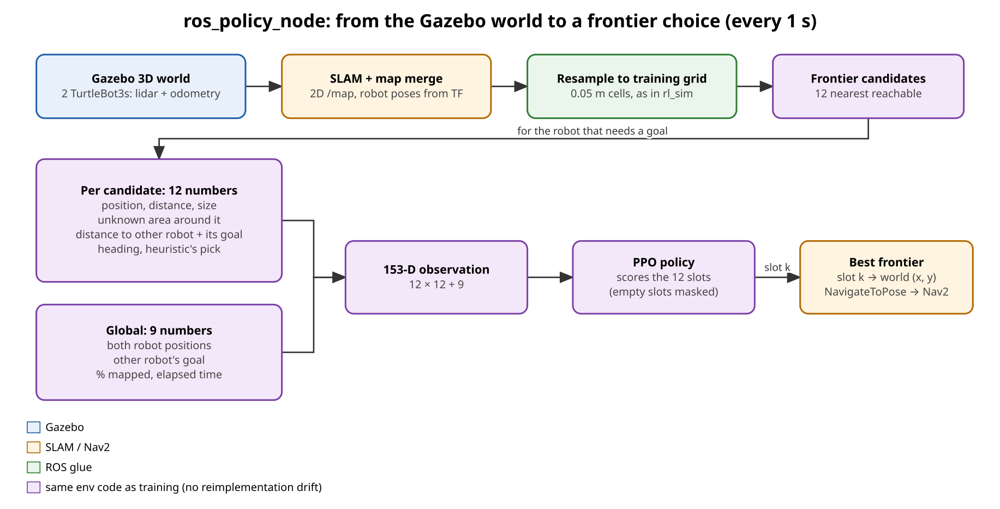 ros_policy_node: from the Gazebo world to a frontier choice (every 1 s)
Gazebo 3D world
2 TurtleBot3s: lidar + odometry
SLAM + map merge
2D /map, robot poses from TF
Resample to training grid
0.05 m cells, as in rl_sim
Frontier candidates
12 nearest reachable
for the robot that needs a goal
Per candidate: 12 numbers
position, distance, size
unknown area around it
distance to other robot + its goal
heading, heuristic's pick
Global: 9 numbers
both robot positions
other robot's goal
% mapped, elapsed time
153-D observation
12 × 12 + 9
PPO policy
scores the 12 slots
(empty slots masked)
slot k
Best frontier
slot k → world (x, y)
NavigateToPose → Nav2
Gazebo
SLAM / Nav2
ROS glue
same env code as training (no reimplementation drift)